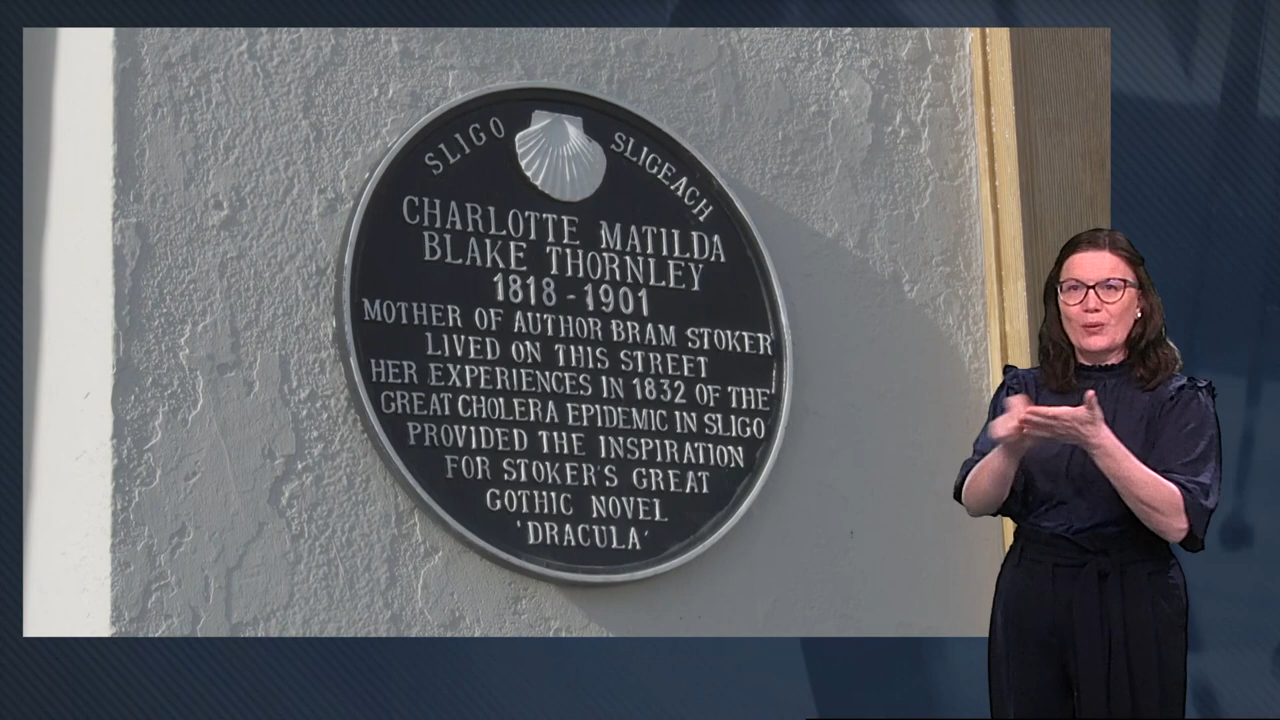 SLIGO SLIGEACH
CHARLOTTE MATILDA
BLAKE THORNLEY
1818 - 1901
MOTHER OF AUTHOR BRAM STOKER
LIVED ON THIS STREET
HER EXPERIENCES IN 1832 OF THE
GREAT CHOLERA EPIDEMIC IN SLIGO
PROVIDED THE INSPIRATION
FOR STOKER'S GREAT
GOTHIC NOVEL
'DRACULA'